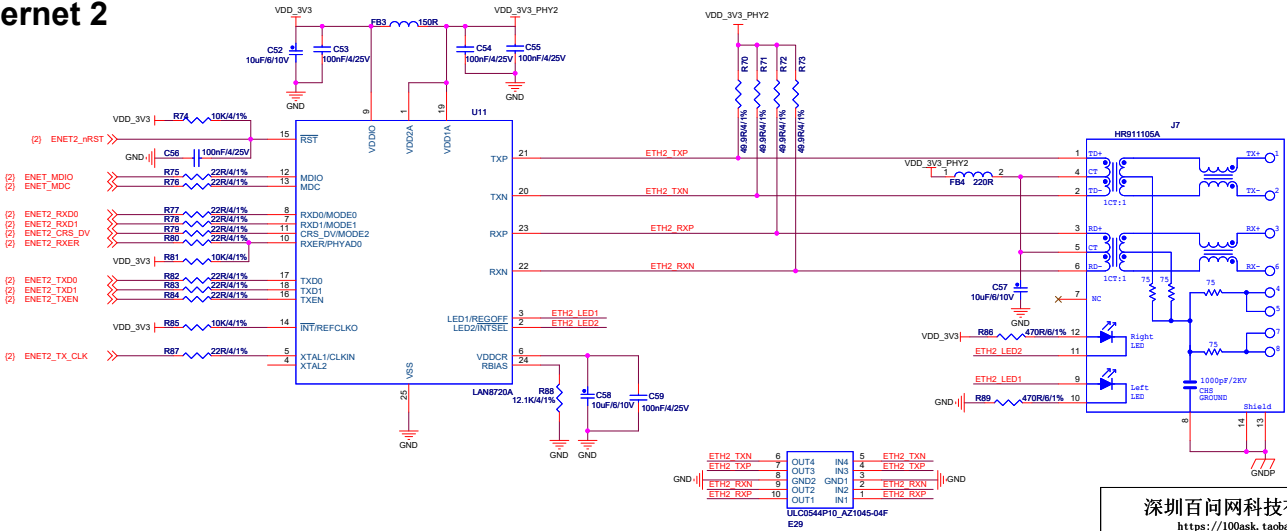 ernet 2
VDD_3V3
FB3
150R
VDD_3V3_PHY2
C52
10uF/6/10V
C53
100nF/4/25V
C54
100nF/4/25V
C55
100nF/4/25V
GND
GND
VDD_3V3_PHY2
R70
R71
R72
R73
49.9R/4/1%
49.9R/4/1%
49.9R/4/1%
49.9R/4/1%
U11
9
1
19
VDDIO
VDD2A
VDD1A
VDD_3V3
R74
10K/4/1%
{2} ENET2_nRST
15
RST
GND
C56
100nF/4/25V
{2} ENET_MDIO
R75
22R/4/1%
12
MDIO
{2} ENET_MDC
R76
22R/4/1%
13
MDC
{2} ENET2_RXD0
R77
22R/4/1%
8
RXD0/MODE0
{2} ENET2_RXD1
R78
22R/4/1%
7
RXD1/MODE1
{2} ENET2_CRS_DV
R79
22R/4/1%
11
CRS_DV/MODE2
{2} ENET2_RXER
R80
22R/4/1%
10
RXER/PHYAD0
VDD_3V3
R81
10K/4/1%
{2} ENET2_TXD0
R82
22R/4/1%
17
TXD0
{2} ENET2_TXD1
R83
22R/4/1%
18
TXD1
{2} ENET2_TXEN
R84
22R/4/1%
16
TXEN
VDD_3V3
R85
10K/4/1%
14
INT/REFCLKO
{2} ENET2_TX_CLK
R87
22R/4/1%
5
XTAL1/CLKIN
4
XTAL2
VSS
25
GND
LAN8720A
TXP
21
ETH2_TXP
TXN
20
ETH2_TXN
RXP
23
ETH2_RXP
RXN
22
ETH2_RXN
LED1/REGOFF
3
ETH2_LED1
LED2/INTSEL
2
ETH2_LED2
VDDCR
6
RBIAS
24
R88
12.1K/4/1%
C58
10uF/6/10V
C59
100nF/4/25V
GND
GND
VDD_3V3_PHY2
1
2
FB4
220R
C57
10uF/6/10V
GND
J7
HR911105A
1
TD+
4
CT
2
TD-
1CT:1
3
RD+
5
CT
6
RD-
1CT:1
7
NC
TX+
1
TX-
2
RX+
3
RX-
6
75
75
75
4
5
7
75
8
VDD_3V3
R86
470R/6/1%
12
Right
LED
ETH2_LED2
11
ETH2_LED1
9
Left
LED
GND
R89
470R/6/1%
10
1000pF/2KV
CHS
GROUND
Shield
8
14
13
GNDP
ETH2_TXN
6
OUT4
IN4
5
ETH2_TXN
ETH2_TXP
7
OUT3
IN3
4
ETH2_TXP
GND
8
GND2
GND1
3
GND
ETH2_RXN
9
OUT2
IN2
2
ETH2_RXN
ETH2_RXP
10
OUT1
IN1
1
ETH2_RXP
ULC0544P10_AZ1045-04F
E29
深圳百问网科技
https://100ask.taoba